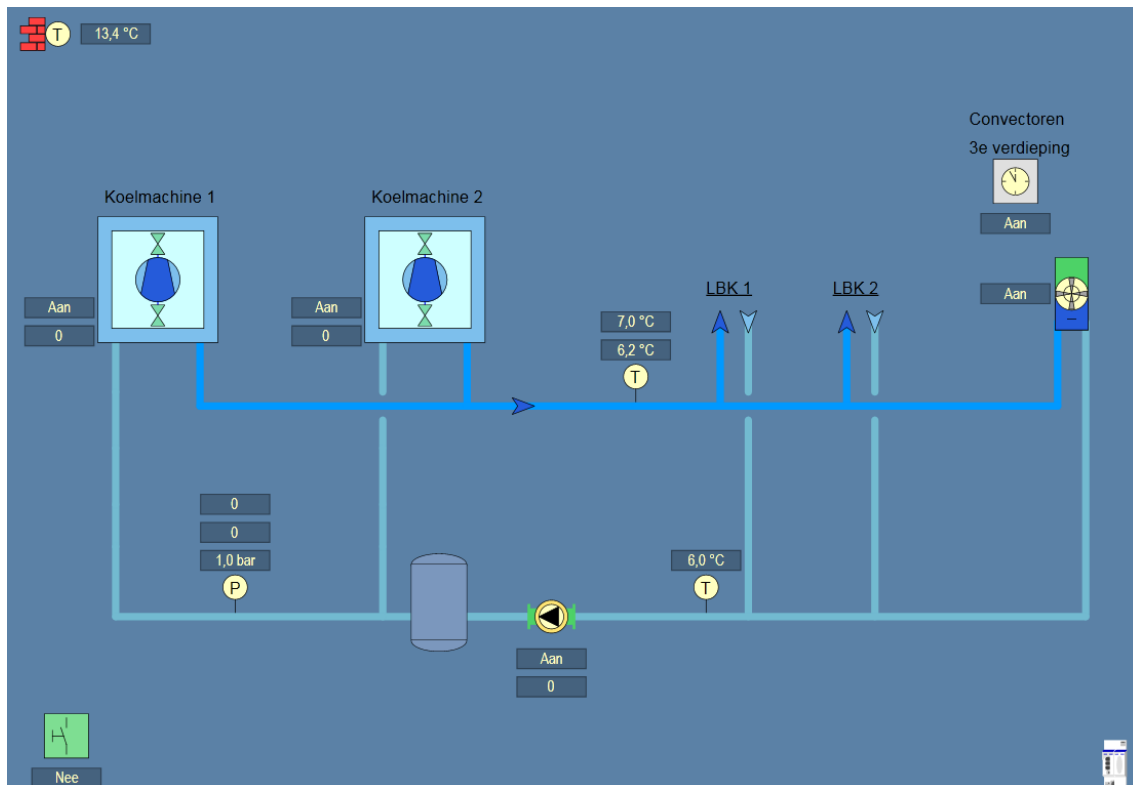 T 13,4 °C
Convectoren
3e verdieping
Koelmachine 1
Koelmachine 2
Aan
LBK 1
LBK 2
Aan
Aan
Aan
0
0
7,0 °C
6,2 °C
T
0
0
1,0 bar
6,0 °C
P
T
Aan
0
Nee